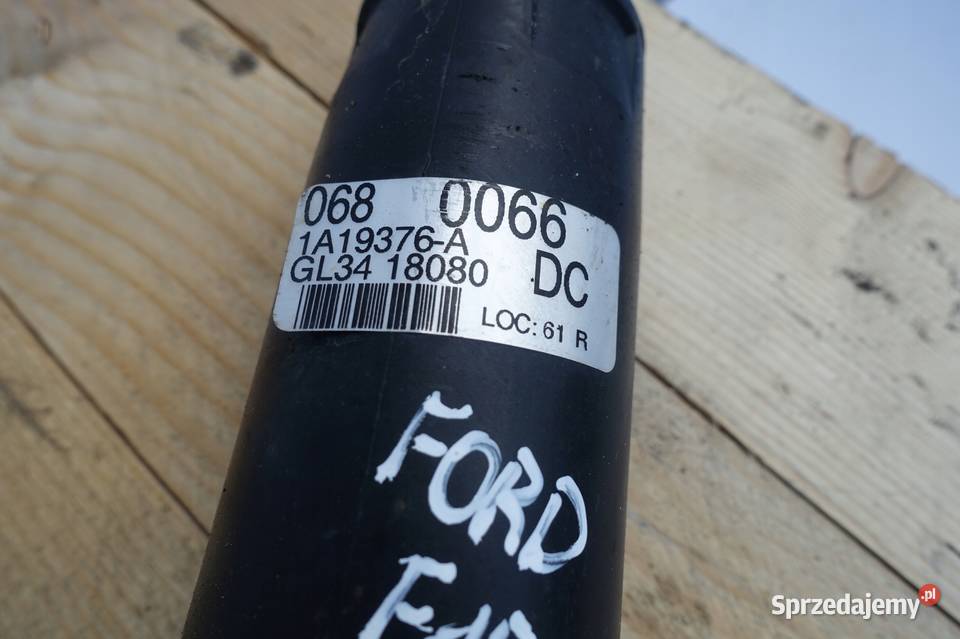 068 0066
1A19376-A
GL34 18080 DC
LOC: 61 R
FORD
Sprzedajemy.pl